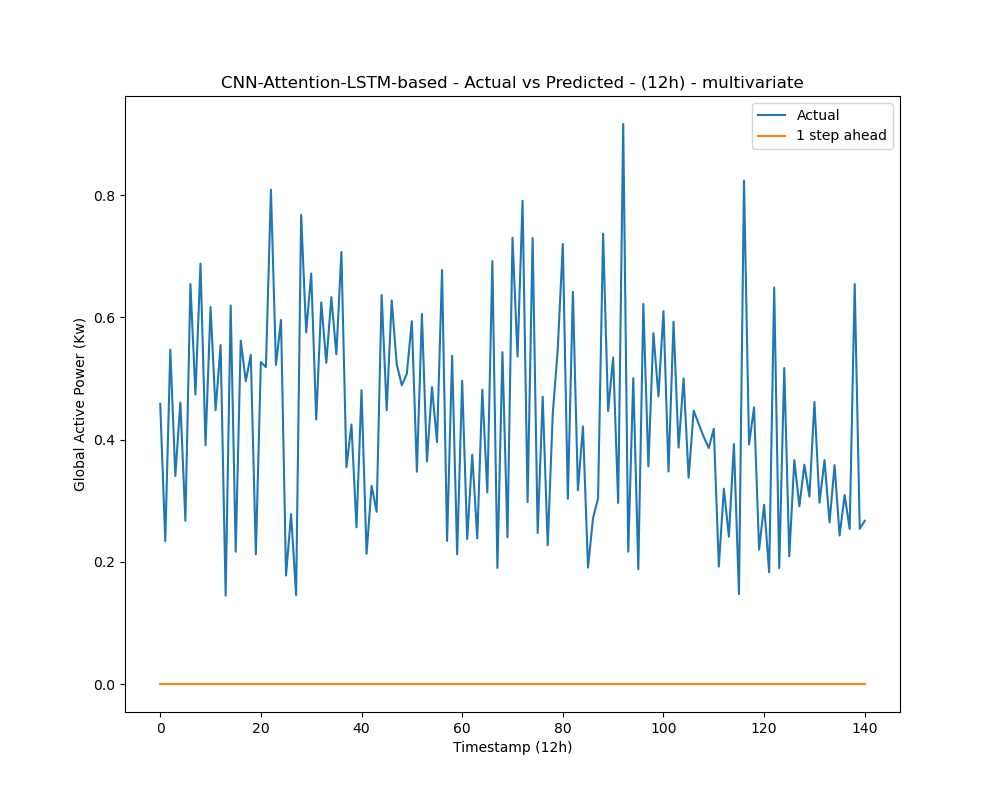 CNN-Attention-LSTM-based - Actual vs Predicted - (12h) - multivariate
Actual
1 step ahead
Global Active Power (Kw)
0.8
0.6
0.4
0.2
0.0
0 20 40 60 80 100 120 140
Timestamp (12h)